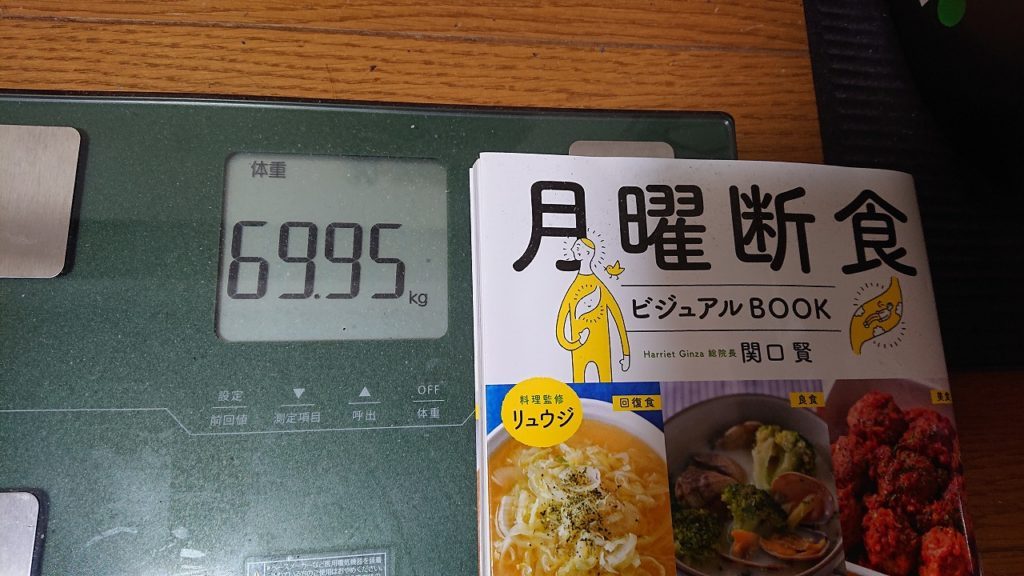 体重
69.95 kg
設定
前回値
▼
測定項目
▲
呼出
OFF
体重
月曜断食
ビジュアルBOOK
Harriet Ginza 総院長 関口 賢
料理監修
リュウジ
回復食
良食
美食